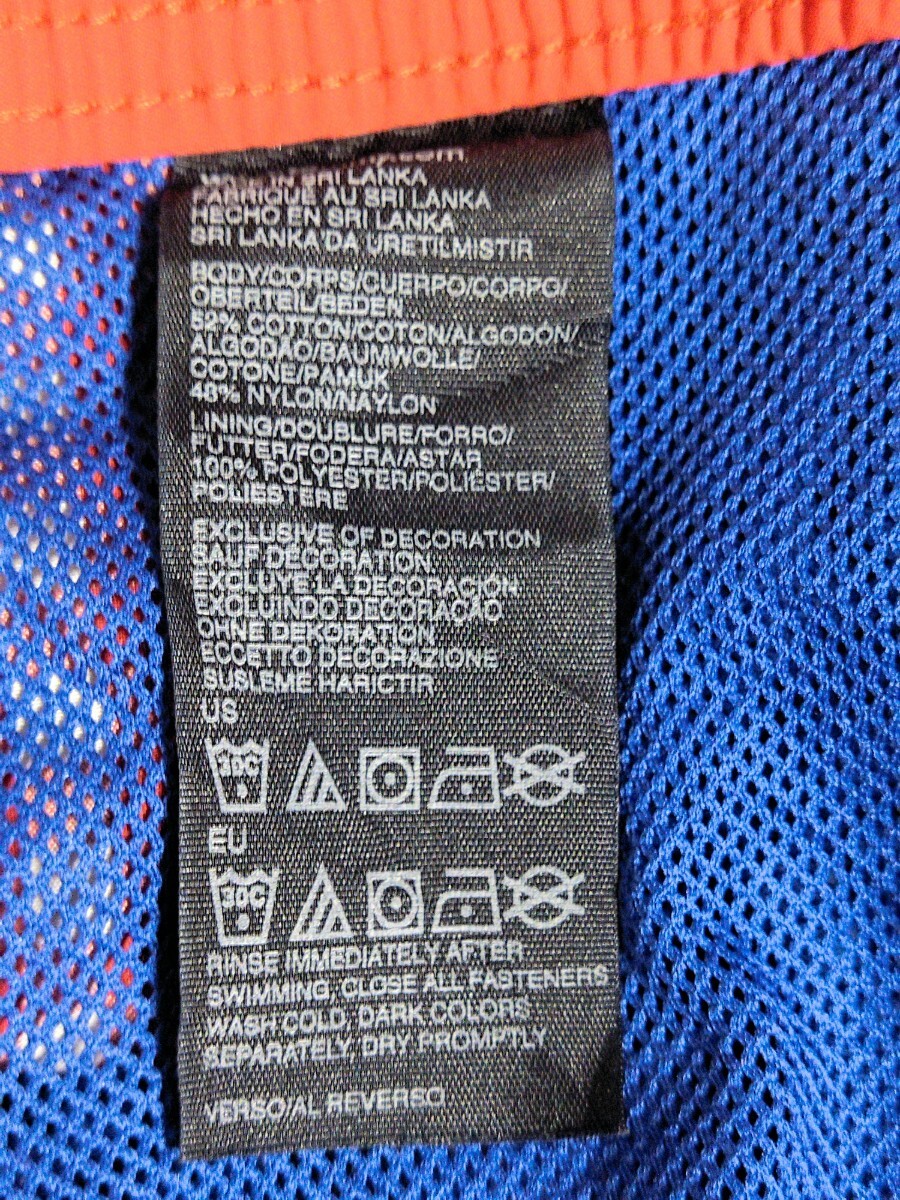 SRI LANKA
FABRIQUE AU SRI LANKA
HECHO EN SRI LANKA
SRI LANKA'DA URETILMISTIR
BODY/CORPS/CUERPO/CORPO/
OBERTEIL/BEDEN
52% COTTON/COTON/ALGODON/
ALGODAO/BAUMWOLLE/
COTONE/PAMUK
48% NYLON/NAYLON
LINING/DOUBLURE/FORRO/
FUTTER/FODERA/ASTAR
100% POLYESTER/POLIESTER/
POLIESTERE
EXCLUSIVE OF DECORATION
SAUF DECORATION
EXCLUYE LA DECORACION
EXCLUINDO DECORAÇAO
OHNE DEKORATION
ECCETTO DECORAZIONE
SUSLEME HARICTIR
US
30C
EU
30C
RINSE IMMEDIATELY AFTER
SWIMMING, CLOSE ALL FASTENERS
WASH COLD; DARK COLORS
SEPARATELY, DRY PROMPTLY
VERSO/AL REVERSO